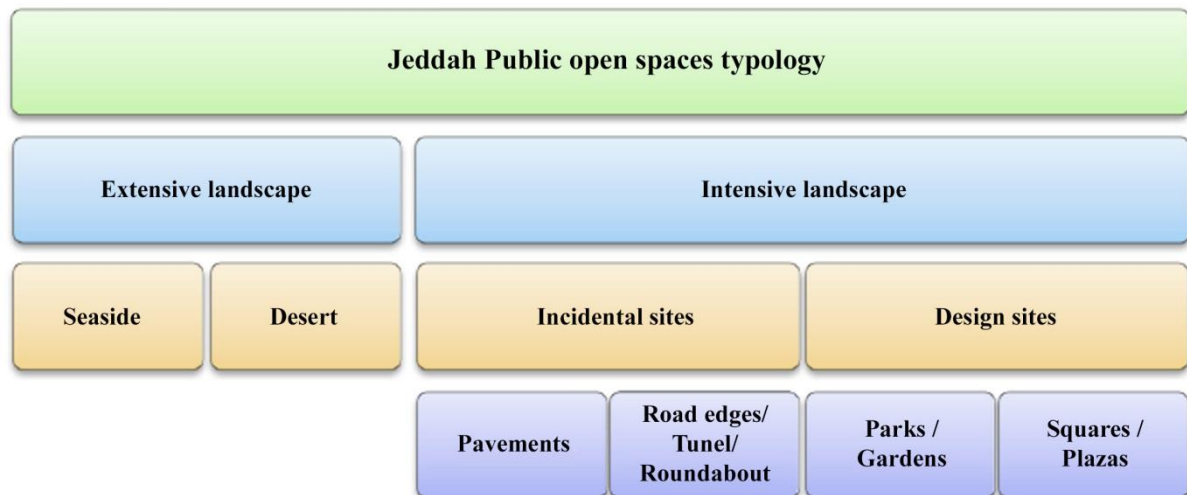 Jeddah Public open spaces typology
Extensive landscape
Intensive landscape
Seaside
Desert
Incidental sites
Design sites
Pavements
Road edges/
Tunel/
Roundabout
Parks /
Gardens
Squares /
Plazas